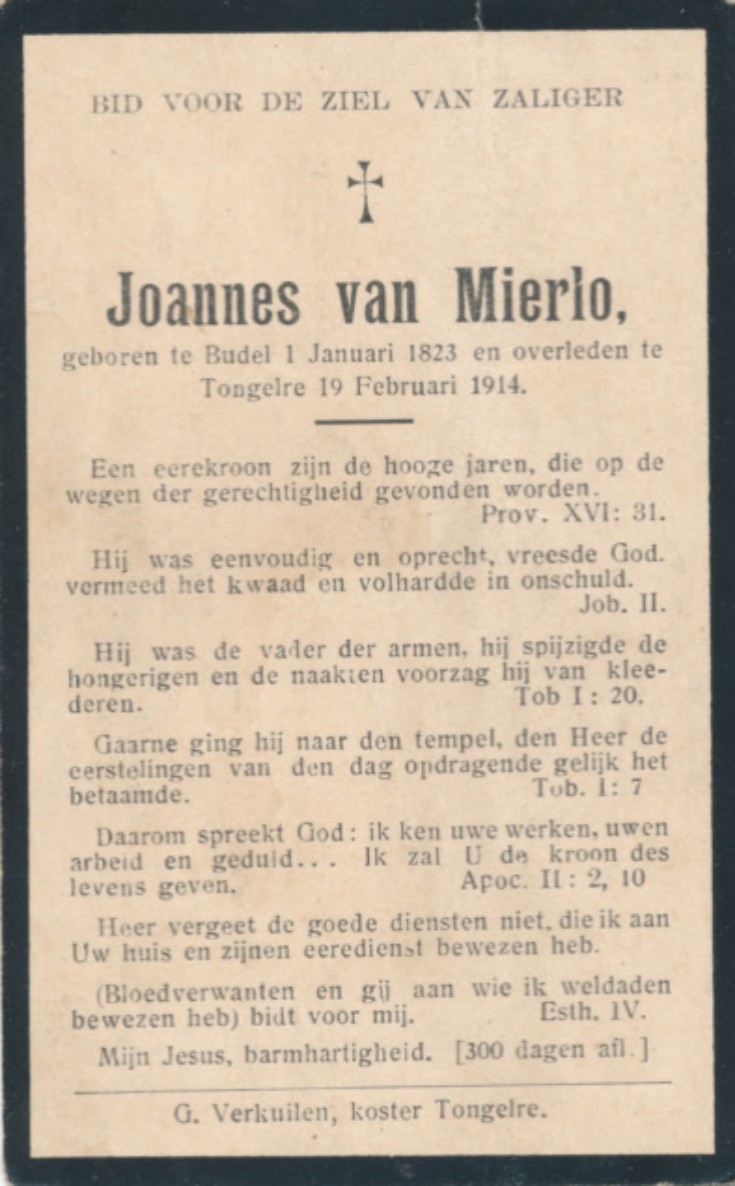 BID VOOR DE ZIEL VAN ZALIGER
Joannes van Mierlo,
geboren te Budel 1 Januari 1823 en overleden te
Tongelre 19 Februari 1914.
Een eerekroon zijn de hooge jaren, die op de
wegen der gerechtigheid gevonden worden.
Prov. XVI: 31.
Hij was eenvoudig en oprecht, vreesde God.
vermeed het kwaad en volhardde in onschuld.
Job. II.
Hij was de vader der armen, hij spijzigde de
hongerigen en de naakten voorzag hij van klee-
deren. Tob I: 20.
Gaarne ging hij naar den tempel, den Heer de
eerstelingen van den dag opdragende gelijk het
betaamde. Tob. I: 7
Daarom spreekt God: ik ken uwe werken, uwen
arbeid en geduld... Ik zal U de kroon des
levens geven. Apoc. II: 2, 10
Heer vergeet de goede diensten niet, die ik aan
Uw huis en zijnen eeredienst bewezen heb.
(Bloedverwanten en gij aan wie ik weldaden
bewezen heb) bidt voor mij. Esth. IV.
Mijn Jesus, barmhartigheid. [300 dagen afl.]
G. Verkuilen, koster Tongelre.